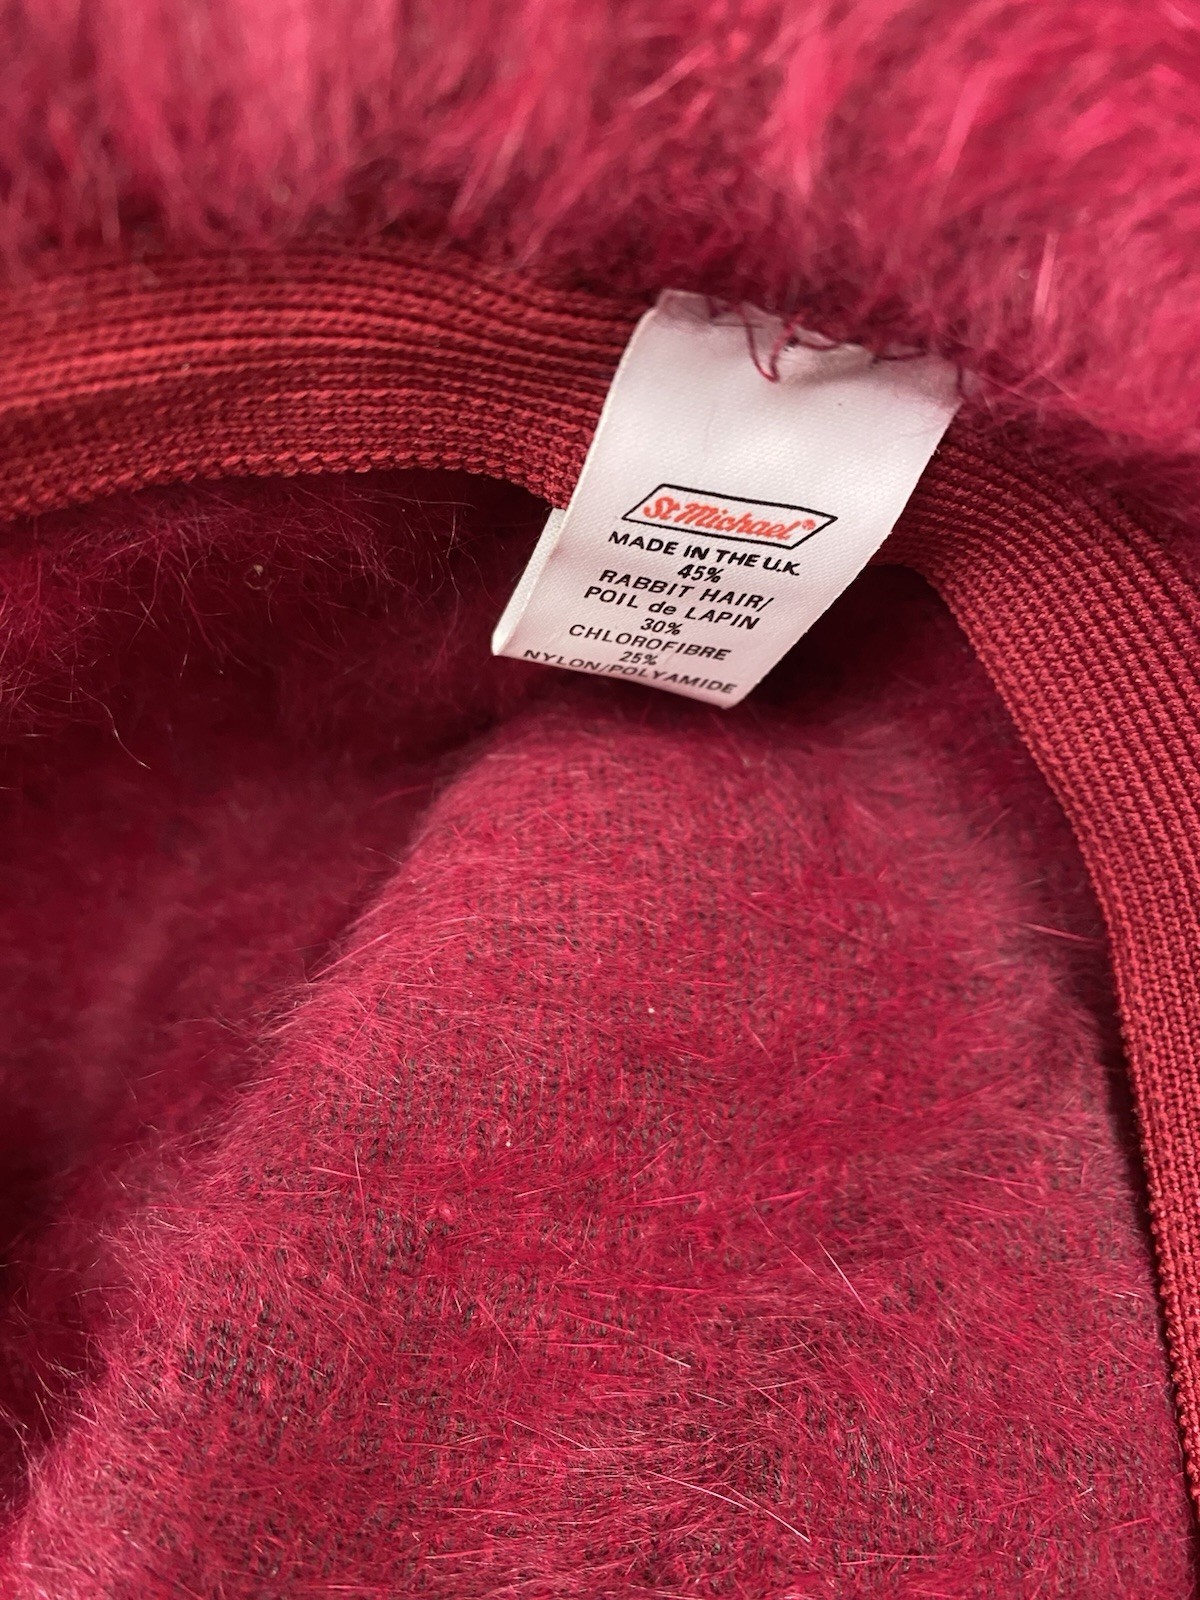 St Michael®
MADE IN THE U.K.
45%
RABBIT HAIR/
POIL de LAPIN
30%
CHLOROFIBRE
25%
NYLON/POLYAMIDE